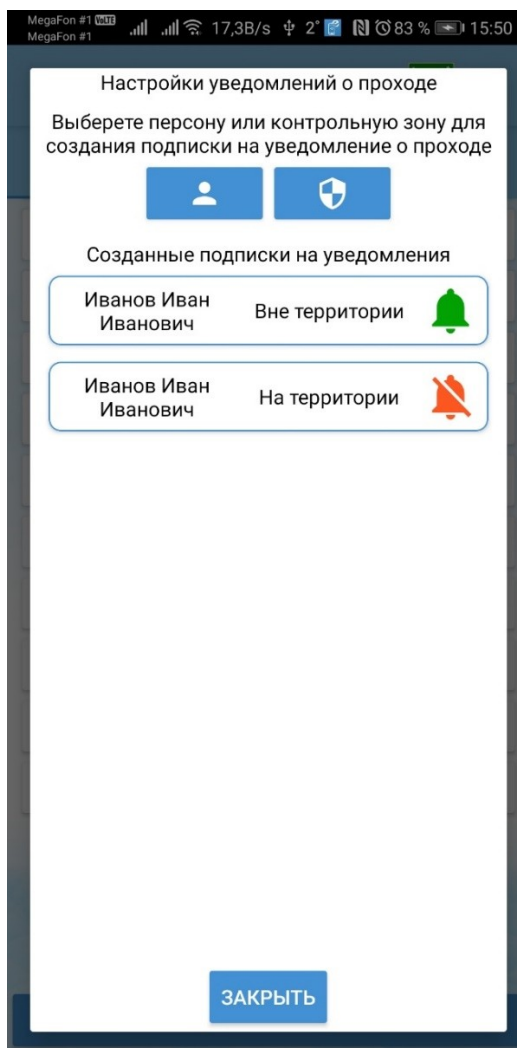 MegaFon #1 VoLTE
MegaFon #1
17,3B/s 2° 83 % 15:50
Настройки уведомлений о проходе
Выберете персону или контрольную зону для
создания подписки на уведомление о проходе
Созданные подписки на уведомления
Иванов Иван
Иванович
Вне территории
Иванов Иван
Иванович
На территории
ЗАКРЫТЬ